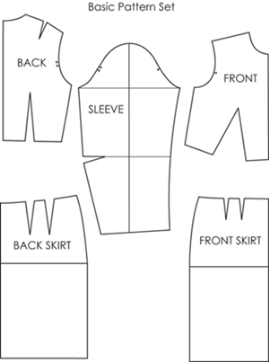 Basic Pattern Set
BACK
SLEEVE
FRONT
BACK SKIRT
FRONT SKIRT